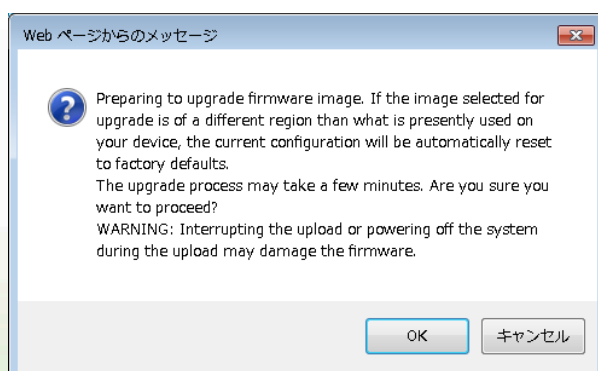 Web ページからのメッセージ
Preparing to upgrade firmware image. If the image selected for
upgrade is of a different region than what is presently used on
your device, the current configuration will be automatically reset
to factory defaults.
The upgrade process may take a few minutes. Are you sure you
want to proceed?
WARNING: Interrupting the upload or powering off the system
during the upload may damage the firmware.
OK
キャンセル